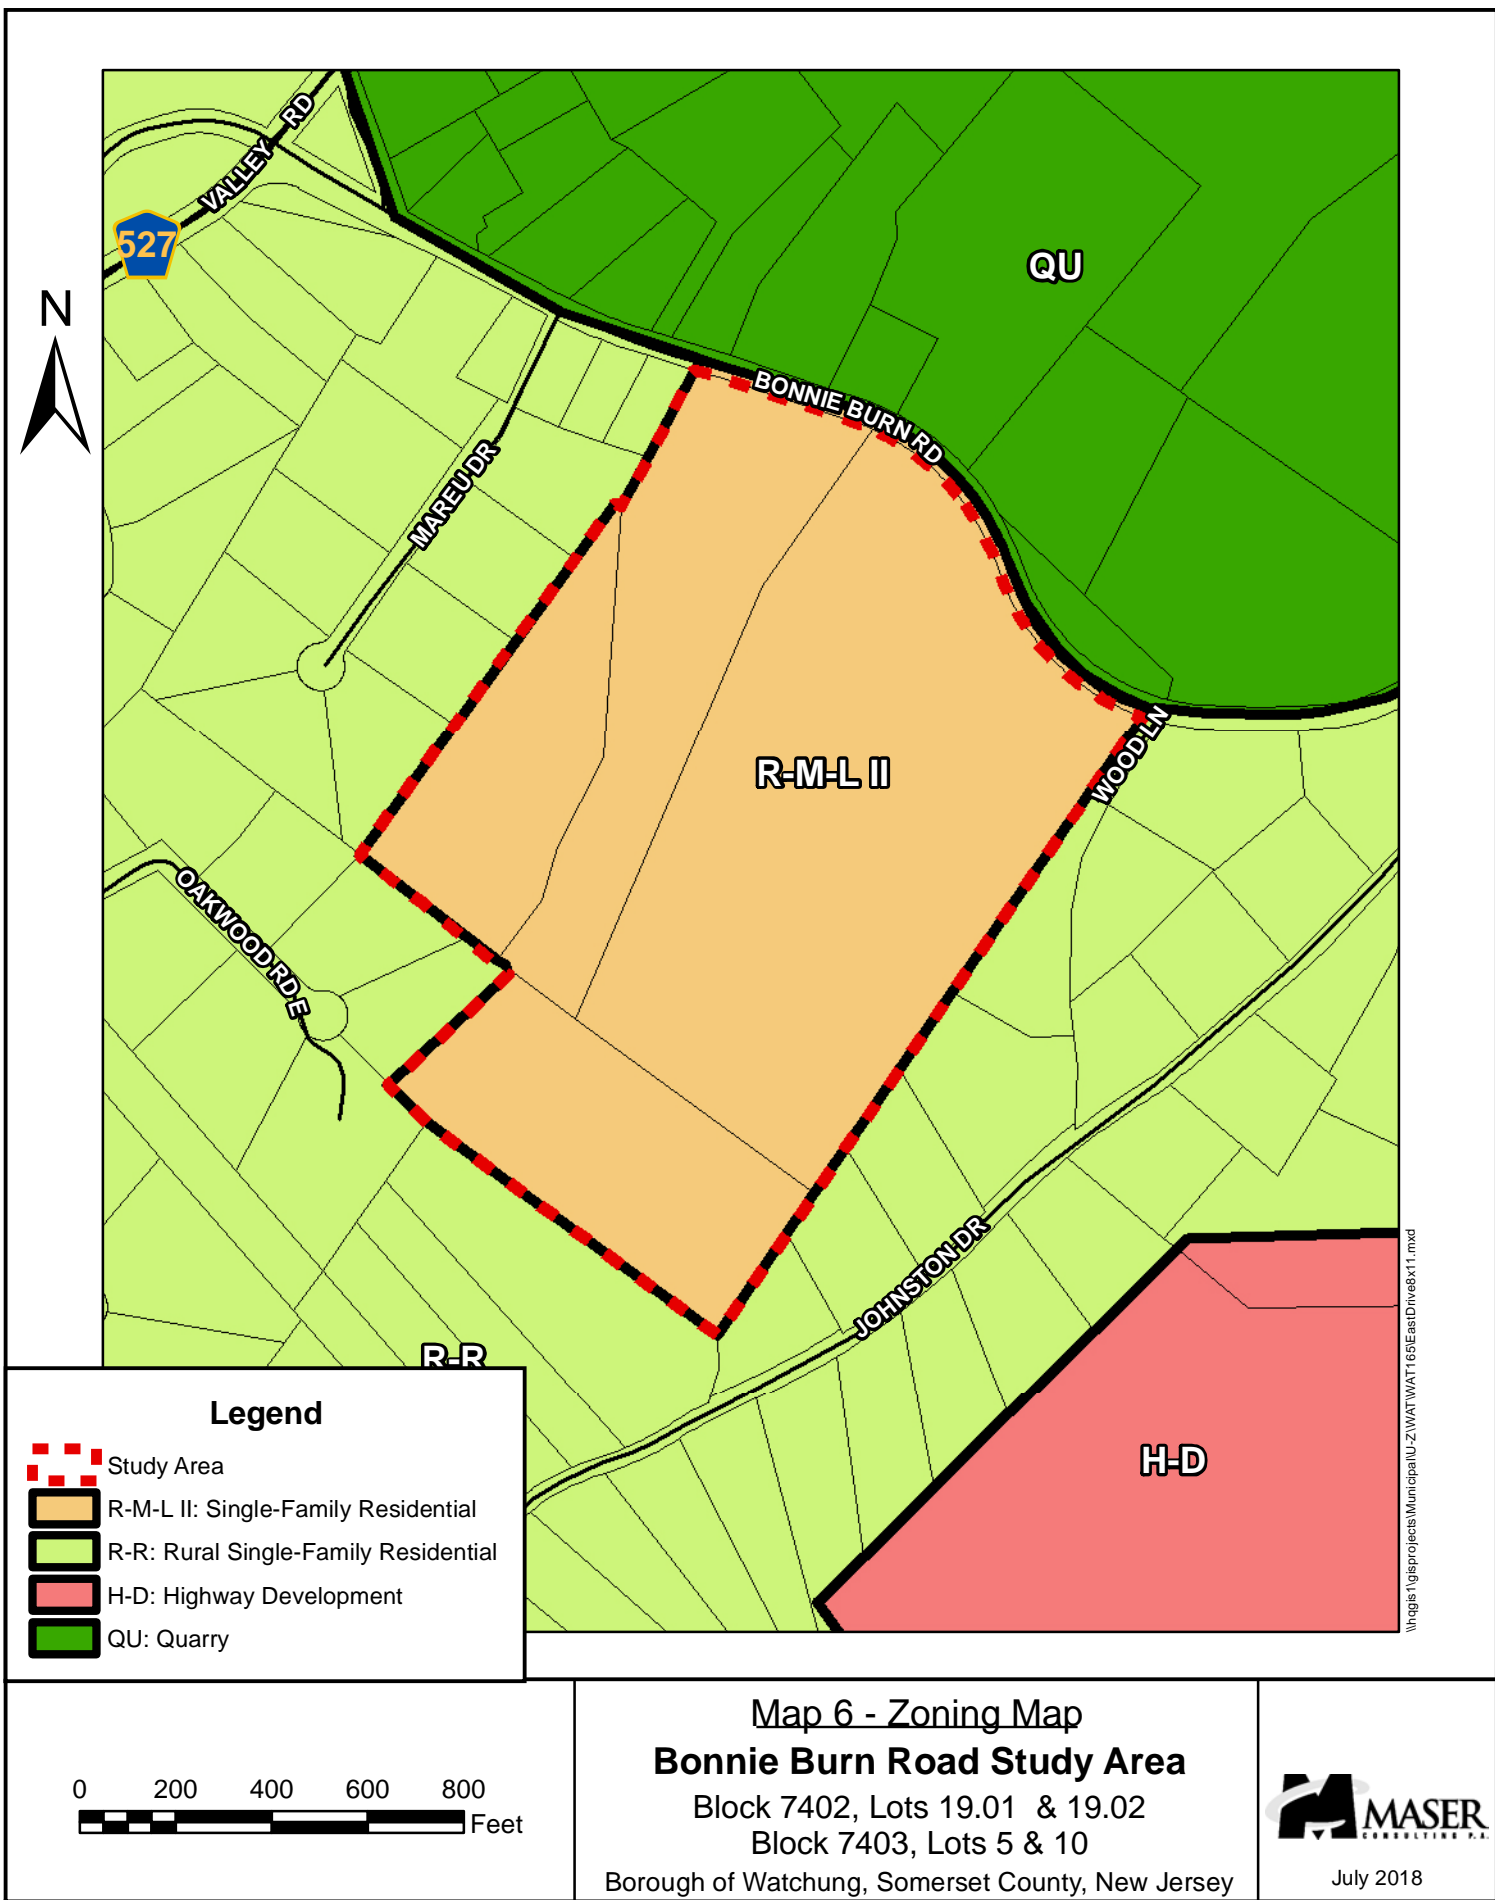 VALLEY RD
527
QU
N
BONNIE BURN RD
MAREU DR
R-M-L II
WOOD LN
OAKWOOD RD E
JOHNSTON DR
R-R
H-D
\\hqgis1\gisprojects\Municipal\U-Z\WAT\WAT165\EastDrive8x11.mxd
Legend
Study Area
R-M-L II: Single-Family Residential
R-R: Rural Single-Family Residential
H-D: Highway Development
QU: Quarry
0 200 400 600 800
Feet
Map 6 - Zoning Map
Bonnie Burn Road Study Area
Block 7402, Lots 19.01 & 19.02
Block 7403, Lots 5 & 10
Borough of Watchung, Somerset County, New Jersey
MASER
CONSULTING P.A.
July 2018